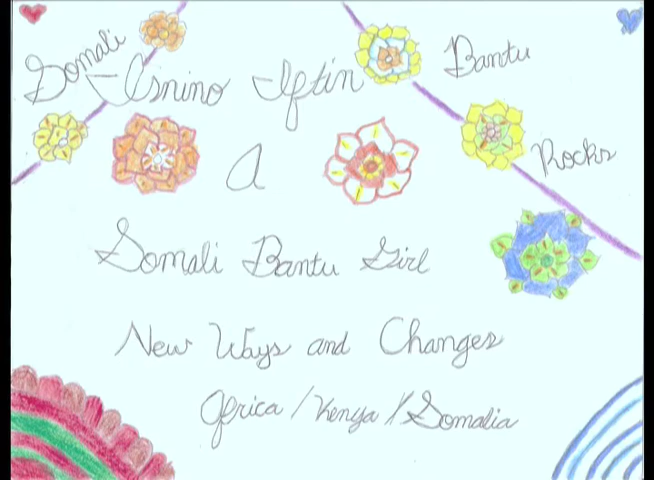 Somali
Bantu
Asnino Iftin
Rocks
A
Somali Bantu Girl
New Ways and Changes
Africa/Kenya/Somalia